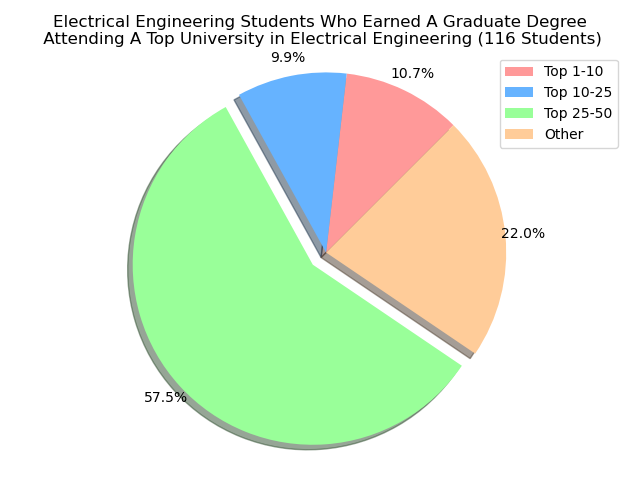 Electrical Engineering Students Who Earned A Graduate Degree
Attending A Top University in Electrical Engineering (116 Students)
9.9%
10.7%
Top 1-10
Top 10-25
Top 25-50
Other
22.0%
57.5%